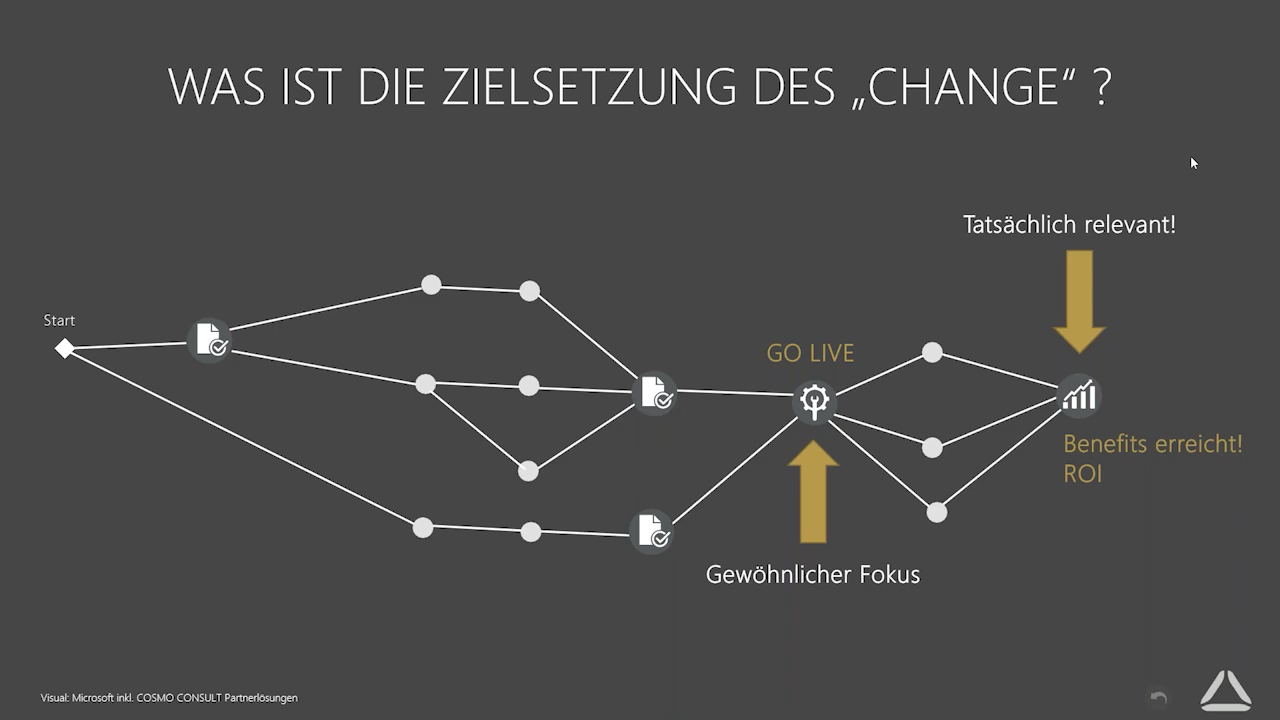 WAS IST DIE ZIELSETZUNG DES „CHANGE“ ?
Tatsächlich relevant!
Start
GO LIVE
Benefits erreicht!
ROI
Gewöhnlicher Fokus
Visual: Microsoft inkl. COSMO CONSULT Partnerlösungen